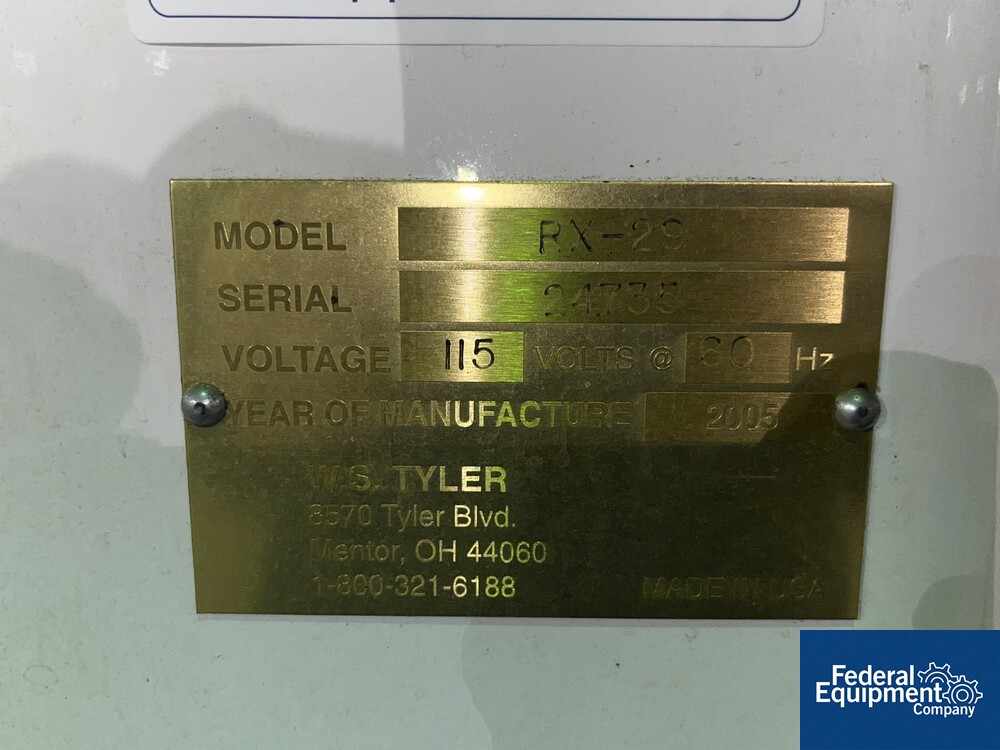 MODEL RX-29
SERIAL 24735
VOLTAGE 115 VOLTS @ 60 Hz
YEAR OF MANUFACTURE 2005
W.S. TYLER
8570 Tyler Blvd.
Mentor, OH 44060
1-800-321-6188
MADE IN USA
Federal
Equipment
Company